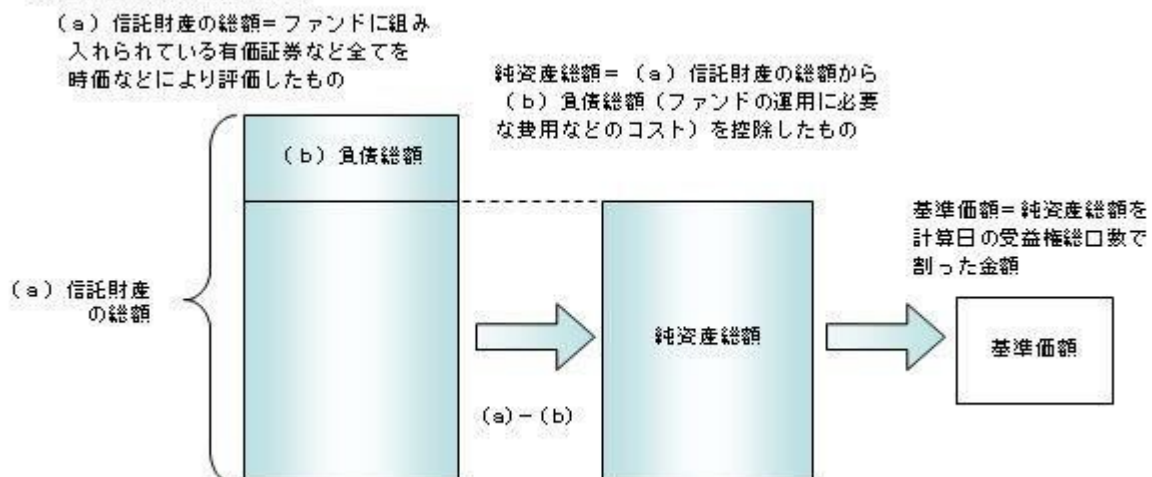 (a)信託財産の総額=ファンドに組み
入れられている有価証券など全てを
時価などにより評価したもの
純資産総額=(a)信託財産の総額から
(b)負債総額(ファンドの運用に必要
な費用などのコスト)を控除したもの
(b)負債総額
基準価額=純資産総額を
計算日の受益権総口数で
割った金額
(a)信託財産
の総額
純資産総額
基準価額
(a)-(b)